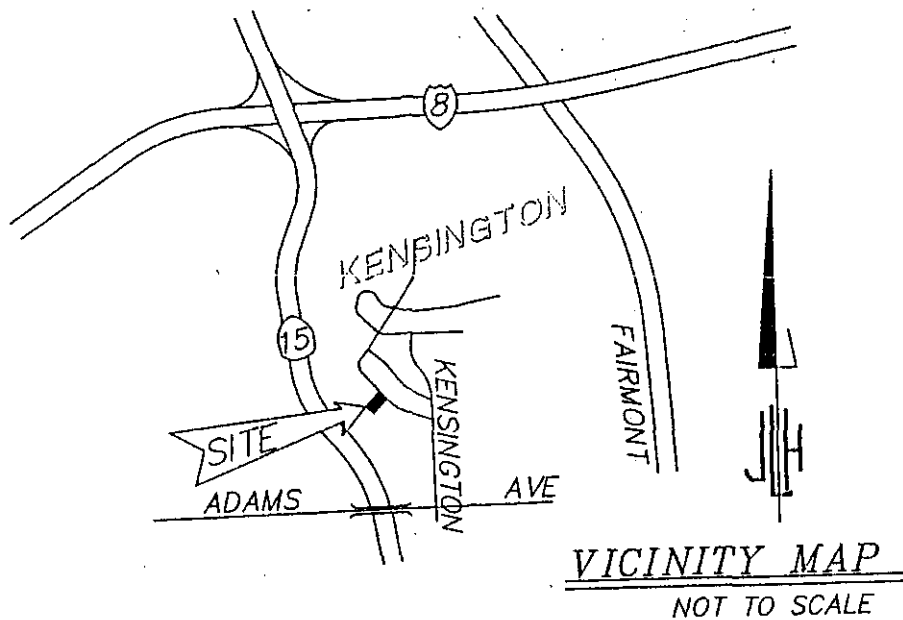 8
KENSINGTON
15
KENSINGTON
FAIRMONT
SITE
ADAMS AVE
VICINITY MAP
NOT TO SCALE